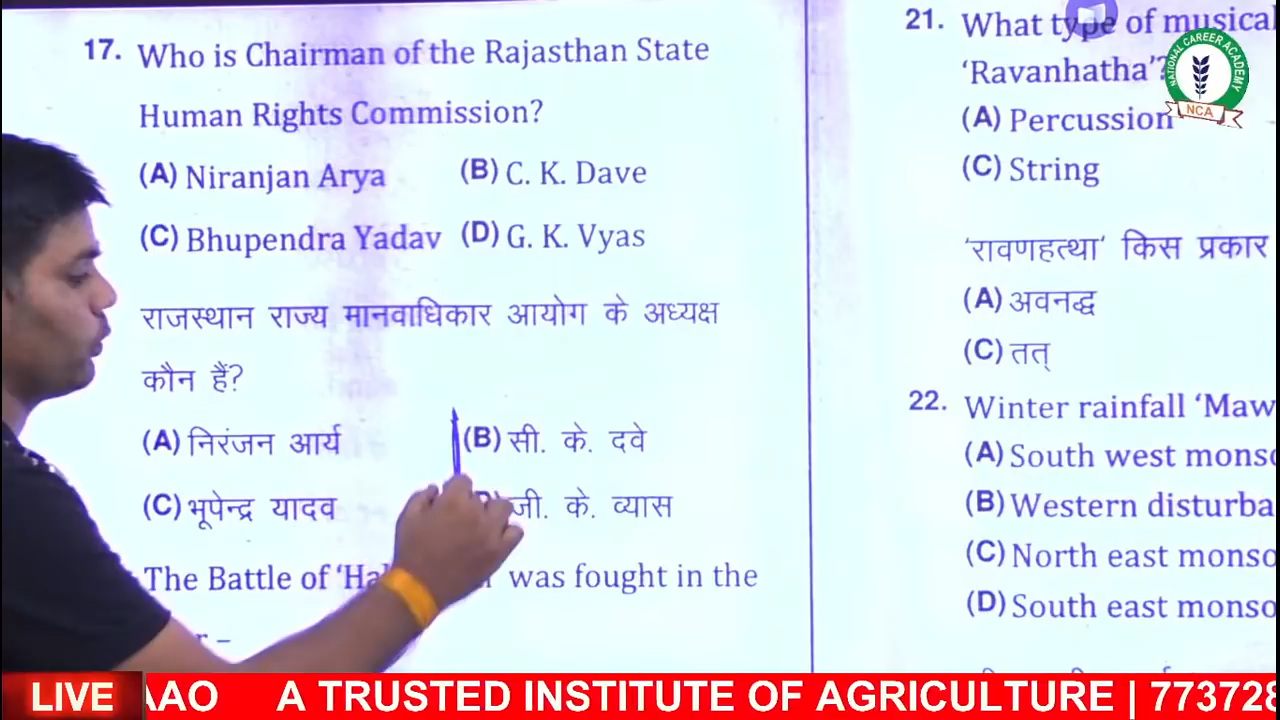 17. Who is Chairman of the Rajasthan State
Human Rights Commission?
(A) Niranjan Arya (B) C. K. Dave
(C) Bhupendra Yadav (D) G. K. Vyas
राजस्थान राज्य मानवाधिकार आयोग के अध्यक्ष
कौन हैं?
(A) निरंजन आर्य (B) सी. के. दवे
(C) भूपेन्द्र यादव जी. के. व्यास
The Battle of was fought in the
21. What type of musical
'Ravanhatha'?
(A) Percussion
(C) String
'रावणहत्था' किस प्रकार
(A) अवनद्ध
(C) तत्
22. Winter rainfall 'Maw
(A) South west monso
(B) Western disturba
(C) North east monso
(D) South east monso
NATIONAL CAREER ACADEMY
NCA
LIVE AAO A TRUSTED INSTITUTE OF AGRICULTURE | 773728